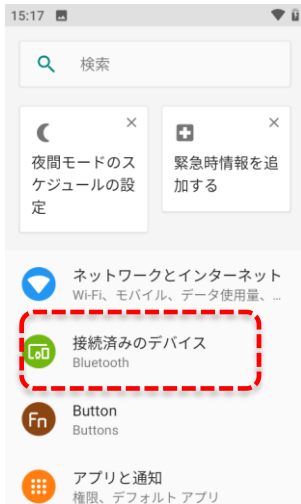 15:17
検索
夜間モードのス
ケジュールの設
定
緊急時情報を追
加する
ネットワークとインターネット
Wi-Fi、モバイル、データ使用量、...
接続済みのデバイス
Bluetooth
Fn
Button
Buttons
アプリと通知
権限、デフォルト アプリ